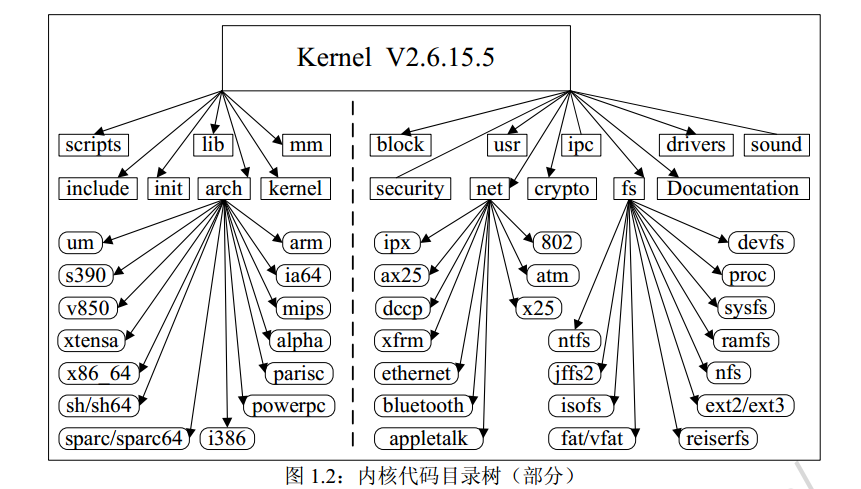 Kernel V2.6.15.5
scripts lib mm block usr ipc drivers sound
include init arch kernel security net crypto fs Documentation
um arm ipx 802 devfs
s390 ia64 ax25 atm proc
v850 mips dccp x25 sysfs
xtensa alpha xfrm ntfs ramfs
x86_64 parisc ethernet jffs2 nfs
sh/sh64 powerpc bluetooth isofs ext2/ext3
sparc/sparc64 i386 appletalk fat/vfat reiserfs
图 1.2：内核代码目录树（部分）